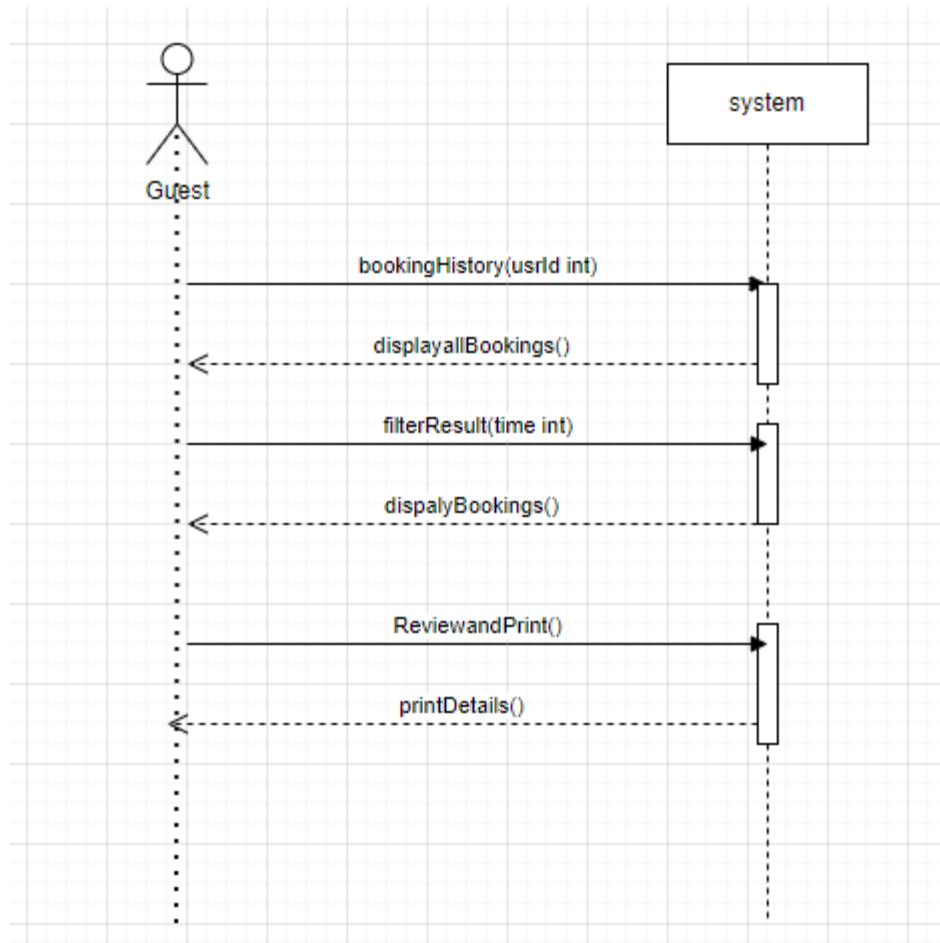 system
Guest
bookingHistory(usrId int)
displayallBookings()
filterResult(time int)
dispalyBookings()
ReviewandPrint()
printDetails()